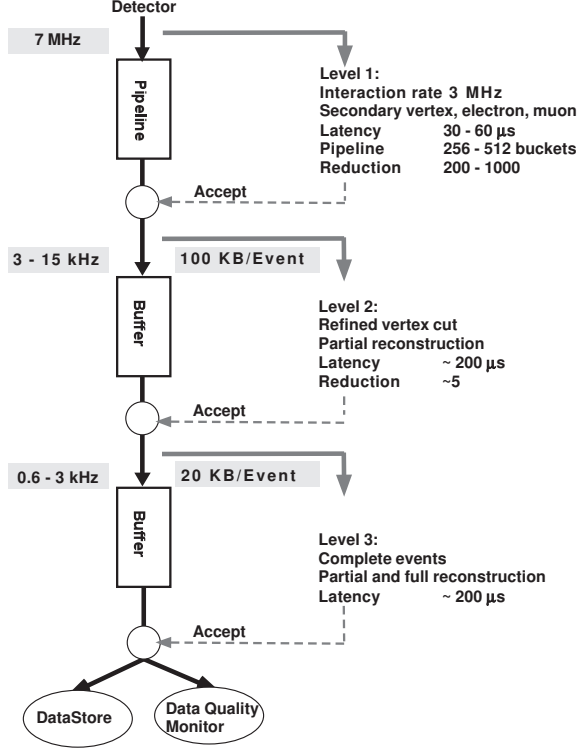 Detector
7 MHz
Pipeline
Level 1:
Interaction rate 3 MHz
Secondary vertex, electron, muon
Latency 30 - 60 µs
Pipeline 256 - 512 buckets
Reduction 200 - 1000
Accept
3 - 15 kHz
100 KB/Event
Buffer
Level 2:
Refined vertex cut
Partial reconstruction
Latency ~ 200 µs
Reduction ~5
Accept
0.6 - 3 kHz
20 KB/Event
Buffer
Level 3:
Complete events
Partial and full reconstruction
Latency ~ 200 µs
Accept
DataStore
Data Quality
Monitor